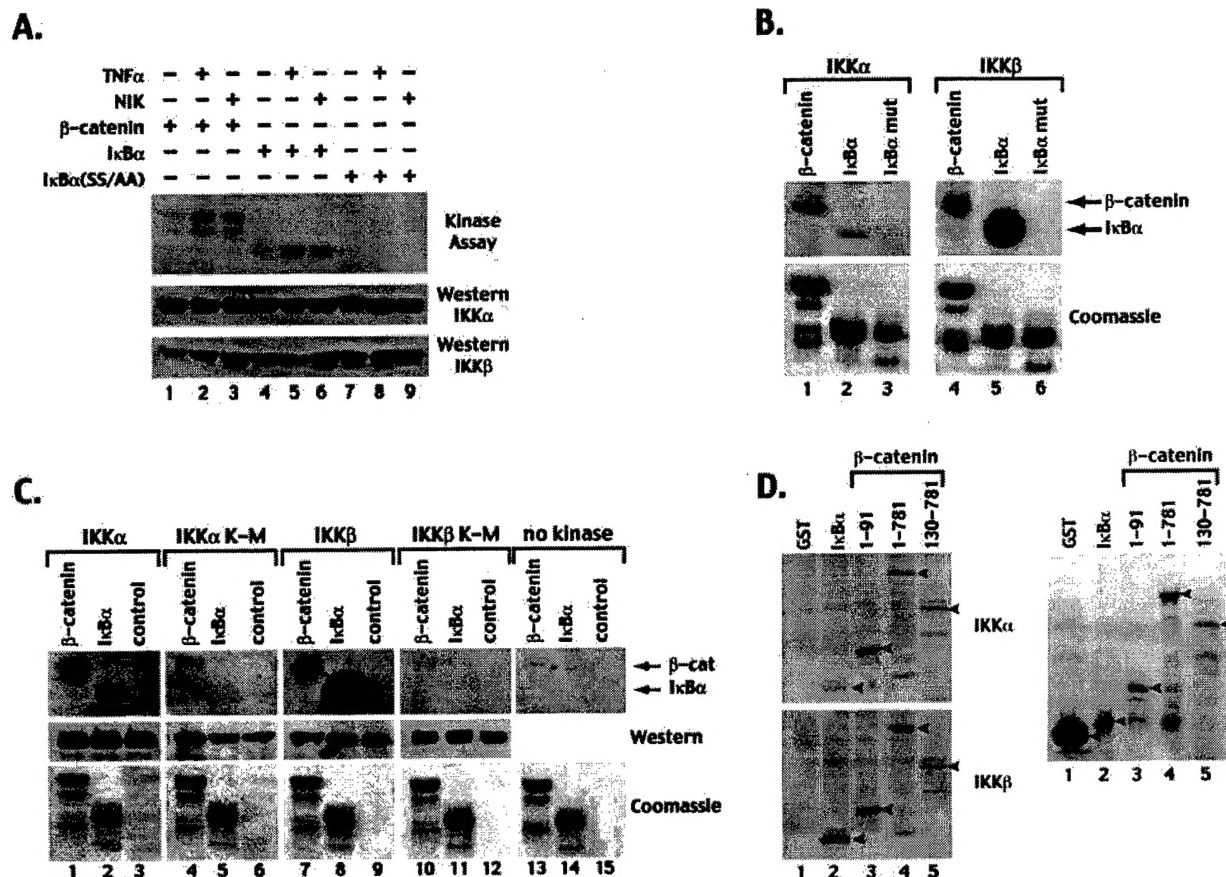 A.
TNFα − + − − + − − + −
NIK − − + − − + − − +
β-catenin + + + − − − − − −
IκBα − − − + + + − − −
IκBα(SS/AA) − − − − − − + + +
Kinase
Assay
Western
IKKα
Western
IKKβ
1 2 3 4 5 6 7 8 9
B.
IKKα IKKβ
β-catenin IκBα IκBα mut β-catenin IκBα IκBα mut
β-catenin
IκBα
Coomassie
1 2 3 4 5 6
C.
IKKα IKKα K-M IKKβ IKKβ K-M no kinase
β-catenin IκBα control β-catenin IκBα control β-catenin IκBα control β-catenin IκBα control β-catenin IκBα control
β-cat
IκBα
Western
Coomassie
1 2 3 4 5 6 7 8 9 10 11 12 13 14 15
D.
β-catenin
GST IκBα 1-91 1-781 130-781
IKKα
IKKβ
1 2 3 4 5
β-catenin
GST IκBα 1-91 1-781 130-781
1 2 3 4 5